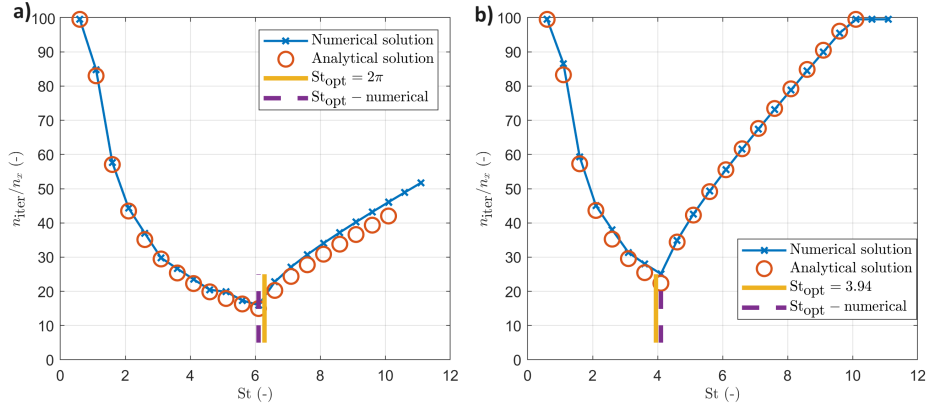 a)
100
90
80
70
60
50
40
30
20
10
0
n_iter/n_x (-)
0 2 4 6 8 10 12
St (-)
Numerical solution
Analytical solution
St_opt = 2π
St_opt − numerical
b)
100
90
80
70
60
50
40
30
20
10
0
n_iter/n_x (-)
0 2 4 6 8 10 12
St (-)
Numerical solution
Analytical solution
St_opt = 3.94
St_opt − numerical